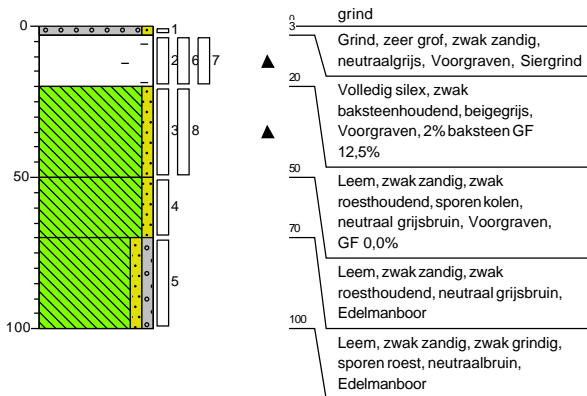 0
50
100
1
2
6
7
3
8
4
5
0
grind
3
Grind, zeer grof, zwak zandig,
neutraalgrijs, Voorgraven, Siergrind
20
Volledig silex, zwak
baksteenhoudend, beigegrijs,
Voorgraven, 2% baksteen GF
12,5%
50
Leem, zwak zandig, zwak
roesthoudend, sporen kolen,
neutraal grijsbruin, Voorgraven,
GF 0,0%
70
Leem, zwak zandig, zwak
roesthoudend, neutraal grijsbruin,
Edelmanboor
100
Leem, zwak zandig, zwak grindig,
sporen roest, neutraalbruin,
Edelmanboor